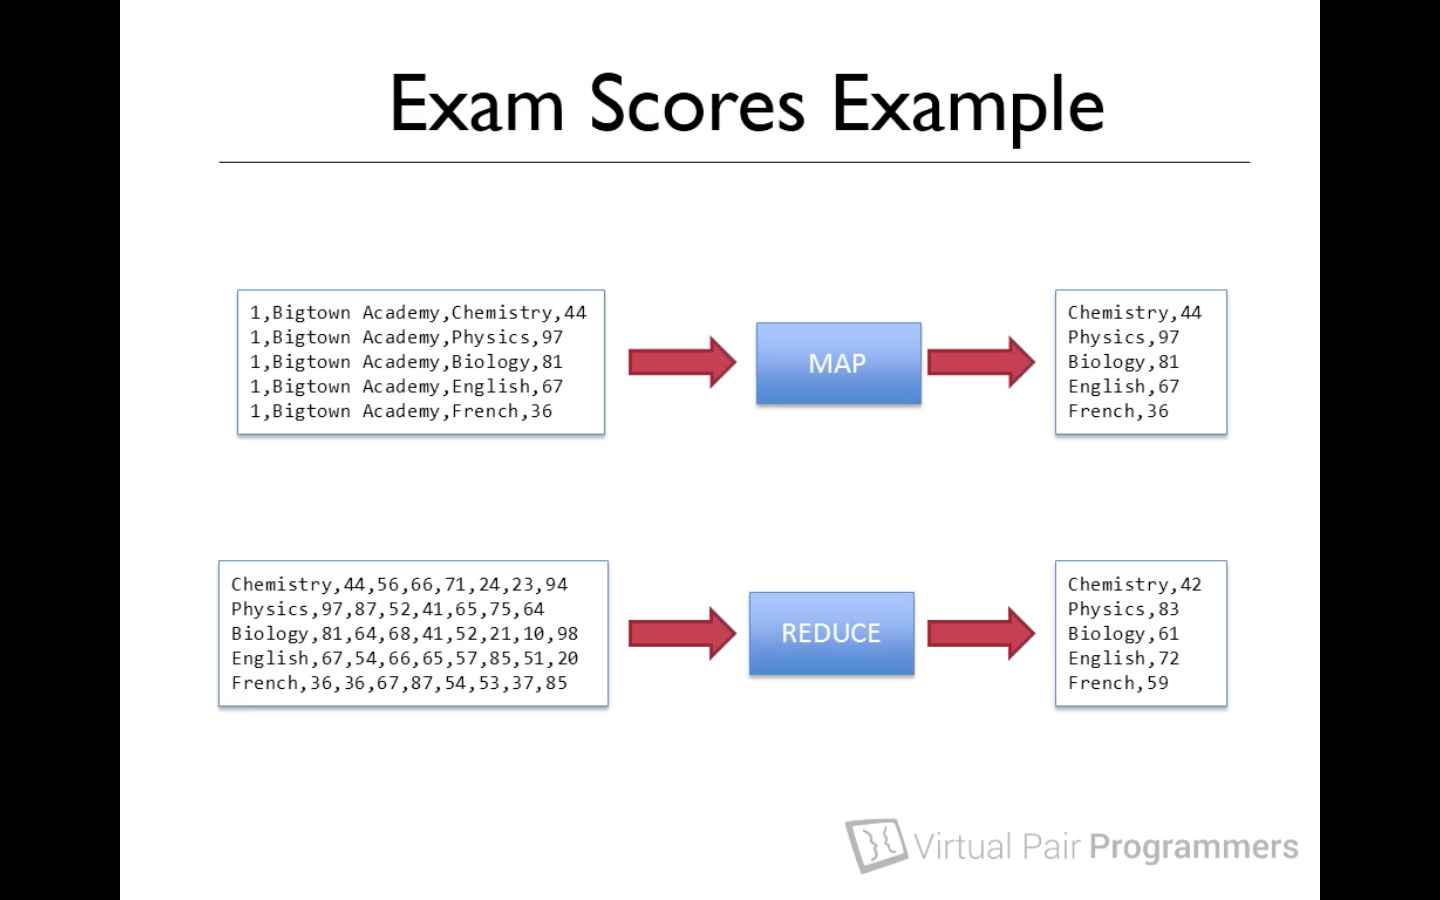 Exam Scores Example
1,Bigtown Academy,Chemistry,44
1,Bigtown Academy,Physics,97
1,Bigtown Academy,Biology,81
1,Bigtown Academy,English,67
1,Bigtown Academy,French,36
MAP
Chemistry,44
Physics,97
Biology,81
English,67
French,36
Chemistry,44,56,66,71,24,23,94
Physics,97,87,52,41,65,75,64
Biology,81,64,68,41,52,21,10,98
English,67,54,66,65,57,85,51,20
French,36,36,67,87,54,53,37,85
REDUCE
Chemistry,42
Physics,83
Biology,61
English,72
French,59
Virtual Pair Programmers